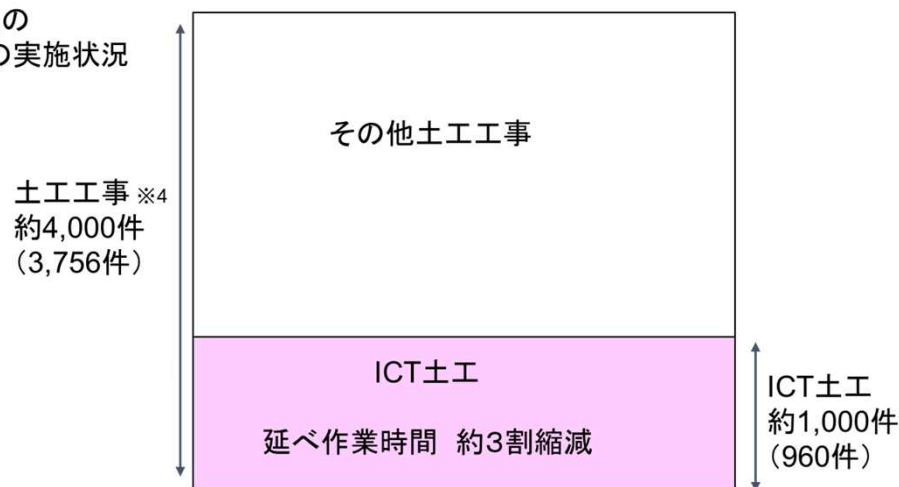 の
の実施状況
その他土工工事
土工工事 ※4
約4,000件
（3,756件）
ICT土工
延べ作業時間 約３割縮減
ICT土工
約1,000件
（960件）